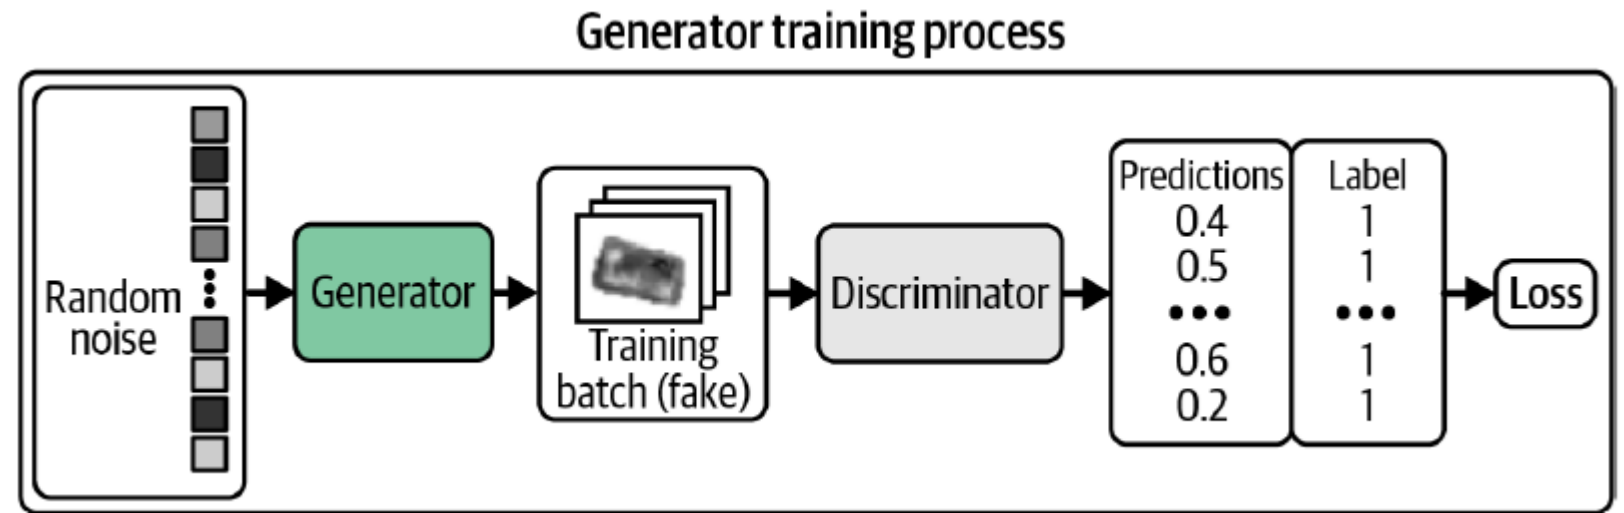 Generator training process
Random
noise
Generator
Training
batch (fake)
Discriminator
Predictions
0.4
0.5
•••
0.6
0.2
Label
1
1
•••
1
1
Loss